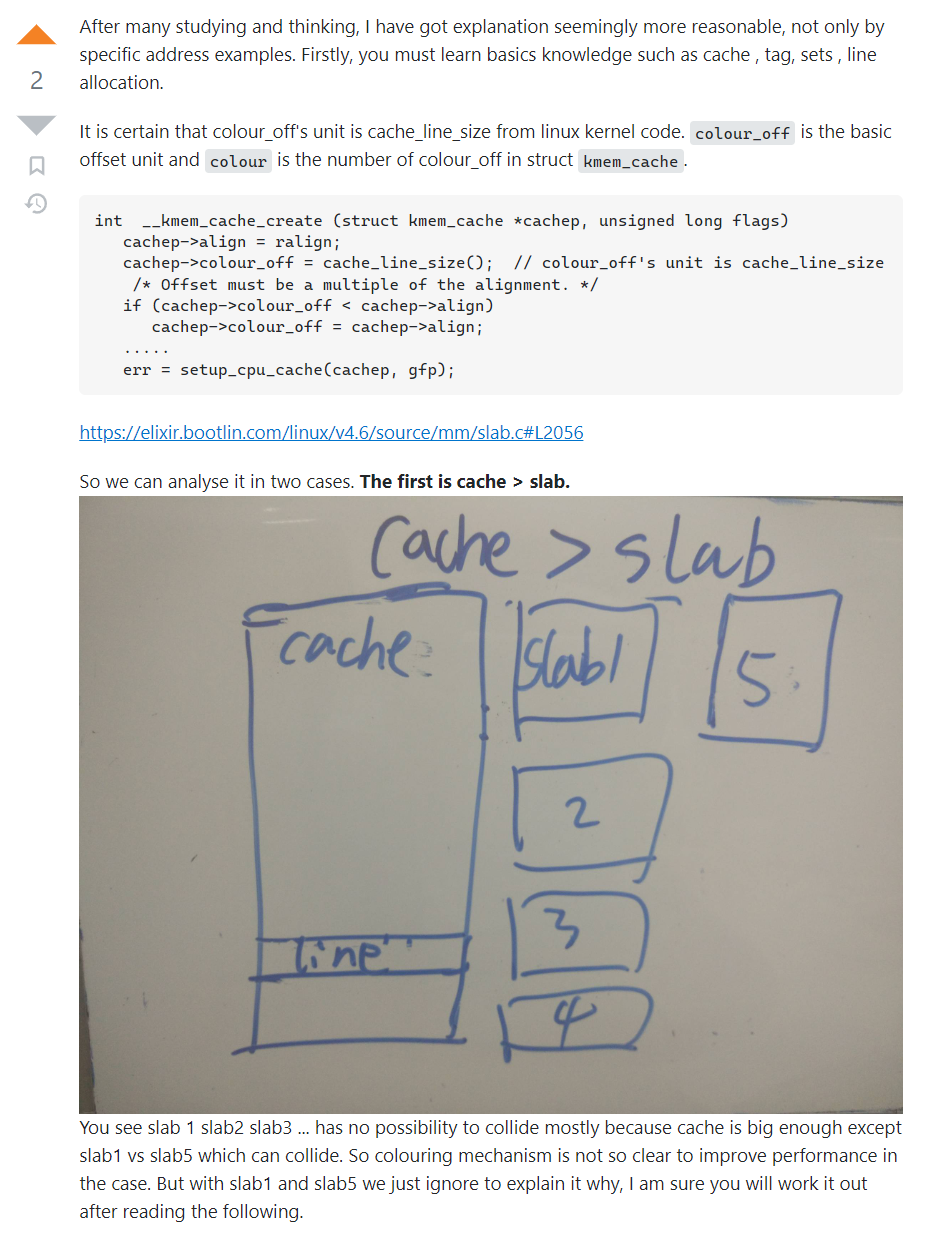 After many studying and thinking, I have got explanation seemingly more reasonable, not only by
specific address examples. Firstly, you must learn basics knowledge such as cache , tag, sets , line
allocation.
2
It is certain that colour_off's unit is cache_line_size from linux kernel code. colour_off is the basic
offset unit and colour is the number of colour_off in struct kmem_cache .
int __kmem_cache_create (struct kmem_cache *cachep, unsigned long flags)
cachep->align = ralign;
cachep->colour_off = cache_line_size(); // colour_off's unit is cache_line_size
/* Offset must be a multiple of the alignment. */
if (cachep->colour_off < cachep->align)
cachep->colour_off = cachep->align;
.....
err = setup_cpu_cache(cachep, gfp);
https://elixir.bootlin.com/linux/v4.6/source/mm/slab.c#L2056
So we can analyse it in two cases. The first is cache > slab.
Cache > slab
cache
slab1
5
2
3
line
4
You see slab 1 slab2 slab3 ... has no possibility to collide mostly because cache is big enough except
slab1 vs slab5 which can collide. So colouring mechanism is not so clear to improve performance in
the case. But with slab1 and slab5 we just ignore to explain it why, I am sure you will work it out
after reading the following.